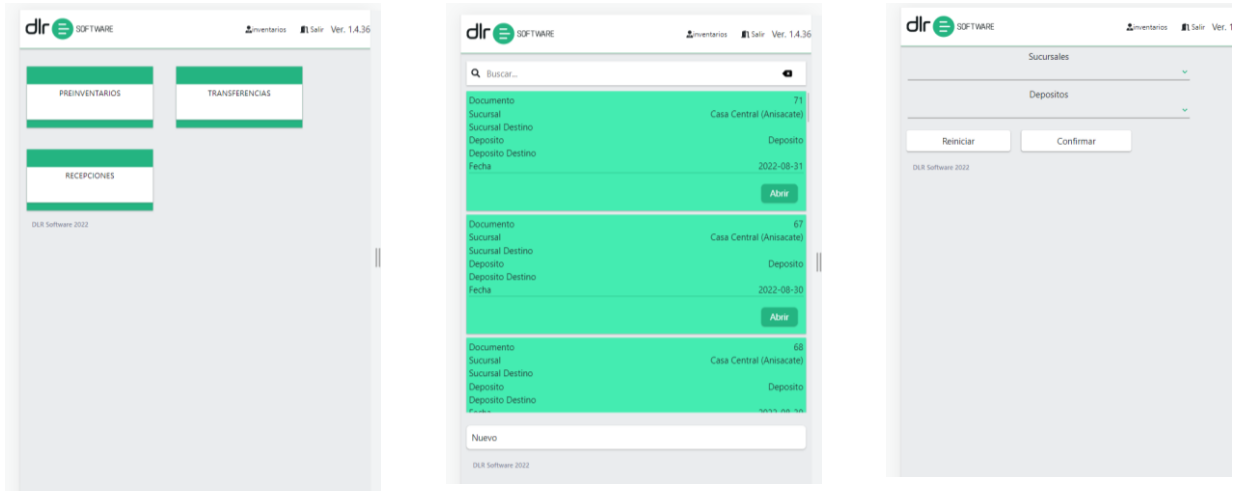 dlr SOFTWARE inventarios Salir Ver. 1.4.36
PREINVENTARIOS TRANSFERENCIAS
RECEPCIONES
DLR Software 2022
dlr SOFTWARE inventarios Salir Ver. 1.4.36
Buscar...
Documento 71
Sucursal Casa Central (Anisacate)
Sucursal Destino
Deposito Deposito
Deposito Destino
Fecha 2022-08-31
Abrir
Documento 67
Sucursal Casa Central (Anisacate)
Sucursal Destino
Deposito Deposito
Deposito Destino
Fecha 2022-08-30
Abrir
Documento 68
Sucursal Casa Central (Anisacate)
Sucursal Destino
Deposito Deposito
Deposito Destino
Nuevo
DLR Software 2022
dlr SOFTWARE inventarios Salir Ver. 1
Sucursales
Depositos
Reiniciar Confirmar
DLR Software 2022